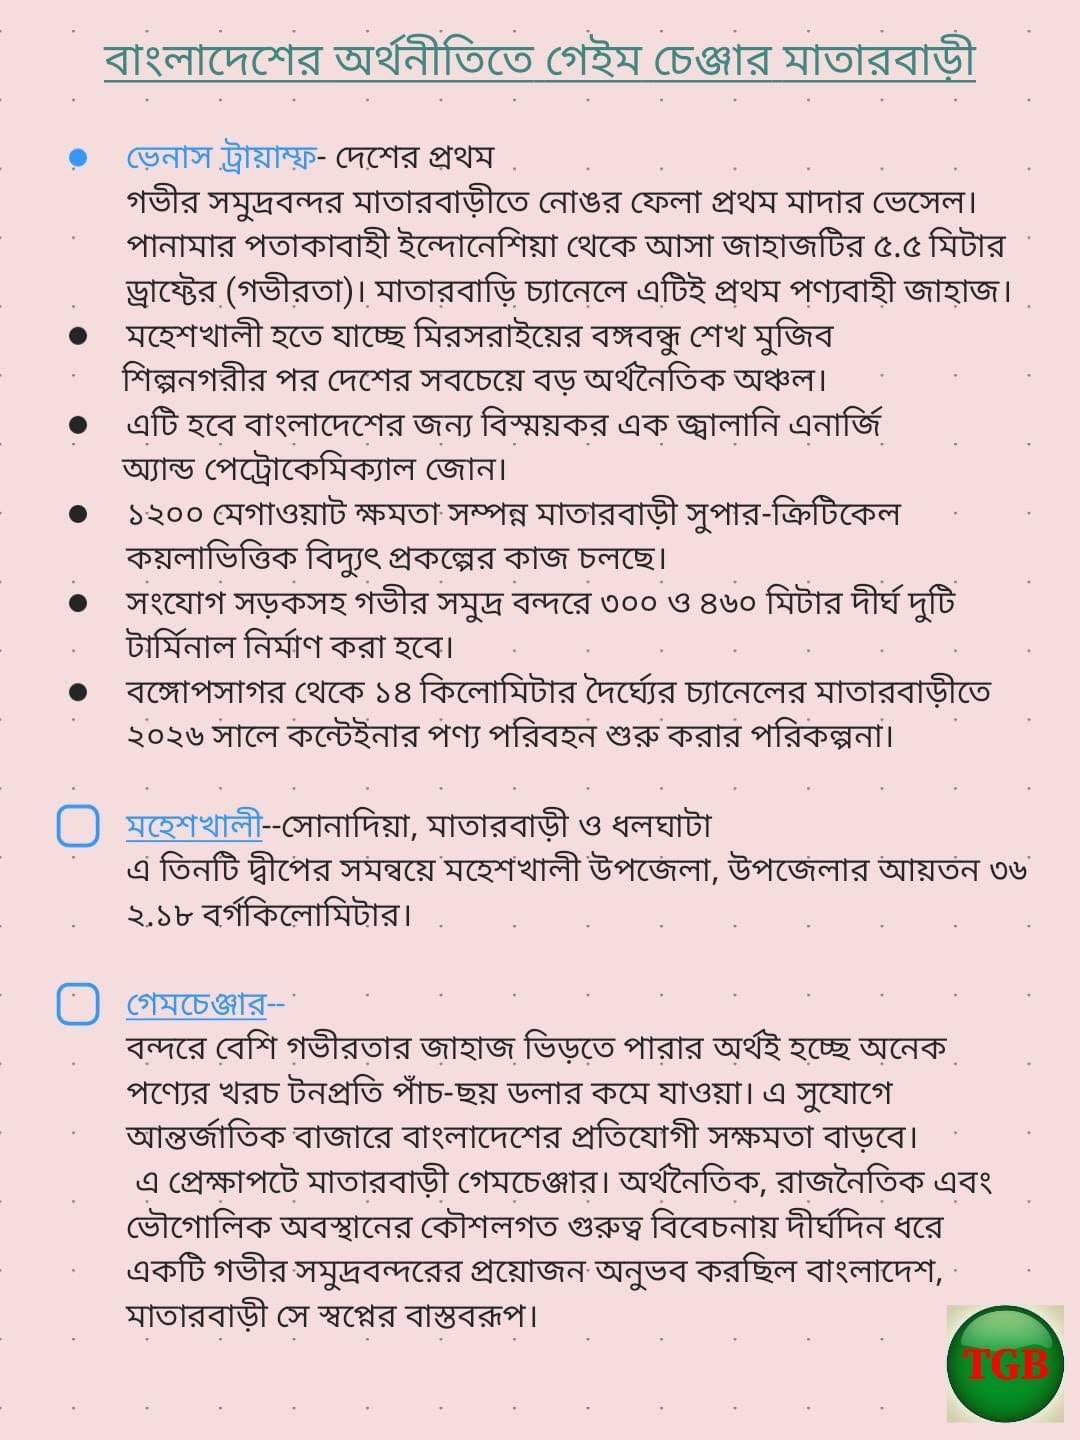 বাংলাদেশের অর্থনীতিতে গেইম চেঞ্জার মাতারবাড়ী
ভেনাস ট্রায়াম্ফ- দেশের প্রথম
গভীর সমুদ্রবন্দর মাতারবাড়ীতে নোঙর ফেলা প্রথম মাদার ভেসেল।
পানামার পতাকাবাহী ইন্দোনেশিয়া থেকে আসা জাহাজটির ৫.৫ মিটার
ড্রাফ্টের (গভীরতা)। মাতারবাড়ি চ্যানেলে এটিই প্রথম পণ্যবাহী জাহাজ।
মহেশখালী হতে যাচ্ছে মিরসরাইয়ের বঙ্গবন্ধু শেখ মুজিব
শিল্পনগরীর পর দেশের সবচেয়ে বড় অর্থনৈতিক অঞ্চল।
এটি হবে বাংলাদেশের জন্য বিস্ময়কর এক জ্বালানি এনার্জি
অ্যান্ড পেট্রোকেমিক্যাল জোন।
১২০০ মেগাওয়াট ক্ষমতা সম্পন্ন মাতারবাড়ী সুপার-ক্রিটিকেল
কয়লাভিত্তিক বিদ্যুৎ প্রকল্পের কাজ চলছে।
সংযোগ সড়কসহ গভীর সমুদ্র বন্দরে ৩০০ ও ৪৬০ মিটার দীর্ঘ দুটি
টার্মিনাল নির্মাণ করা হবে।
বঙ্গোপসাগর থেকে ১৪ কিলোমিটার দৈর্ঘ্যের চ্যানেলের মাতারবাড়ীতে
২০২৬ সালে কন্টেইনার পণ্য পরিবহন শুরু করার পরিকল্পনা।
মহেশখালী--সোনাদিয়া, মাতারবাড়ী ও ধলঘাটা
এ তিনটি দ্বীপের সমন্বয়ে মহেশখালী উপজেলা, উপজেলার আয়তন ৩৬
২.১৮ বর্গকিলোমিটার।
গেমচেঞ্জার--
বন্দরে বেশি গভীরতার জাহাজ ভিড়তে পারার অর্থই হচ্ছে অনেক
পণ্যের খরচ টনপ্রতি পাঁচ-ছয় ডলার কমে যাওয়া। এ সুযোগে
আন্তর্জাতিক বাজারে বাংলাদেশের প্রতিযোগী সক্ষমতা বাড়বে।
এ প্রেক্ষাপটে মাতারবাড়ী গেমচেঞ্জার। অর্থনৈতিক, রাজনৈতিক এবং
ভৌগোলিক অবস্থানের কৌশলগত গুরুত্ব বিবেচনায় দীর্ঘদিন ধরে
একটি গভীর সমুদ্রবন্দরের প্রয়োজন অনুভব করছিল বাংলাদেশ,
মাতারবাড়ী সে স্বপ্নের বাস্তবরূপ।
TGB